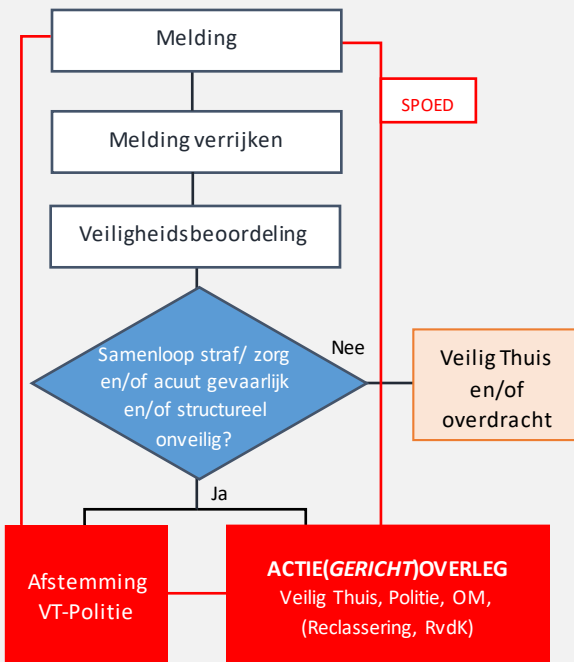 Melding
SPOED
Melding verrijken
Veiligheidsbeoordeling
Samenloop straf/ zorg
en/of acuut gevaarlijk
en/of structureel
onveilig?
Nee
Veilig Thuis
en/of
overdracht
Ja
Afstemming
VT-Politie
ACTIE(GERICHT)OVERLEG
Veilig Thuis, Politie, OM,
(Reclassering, RvdK)